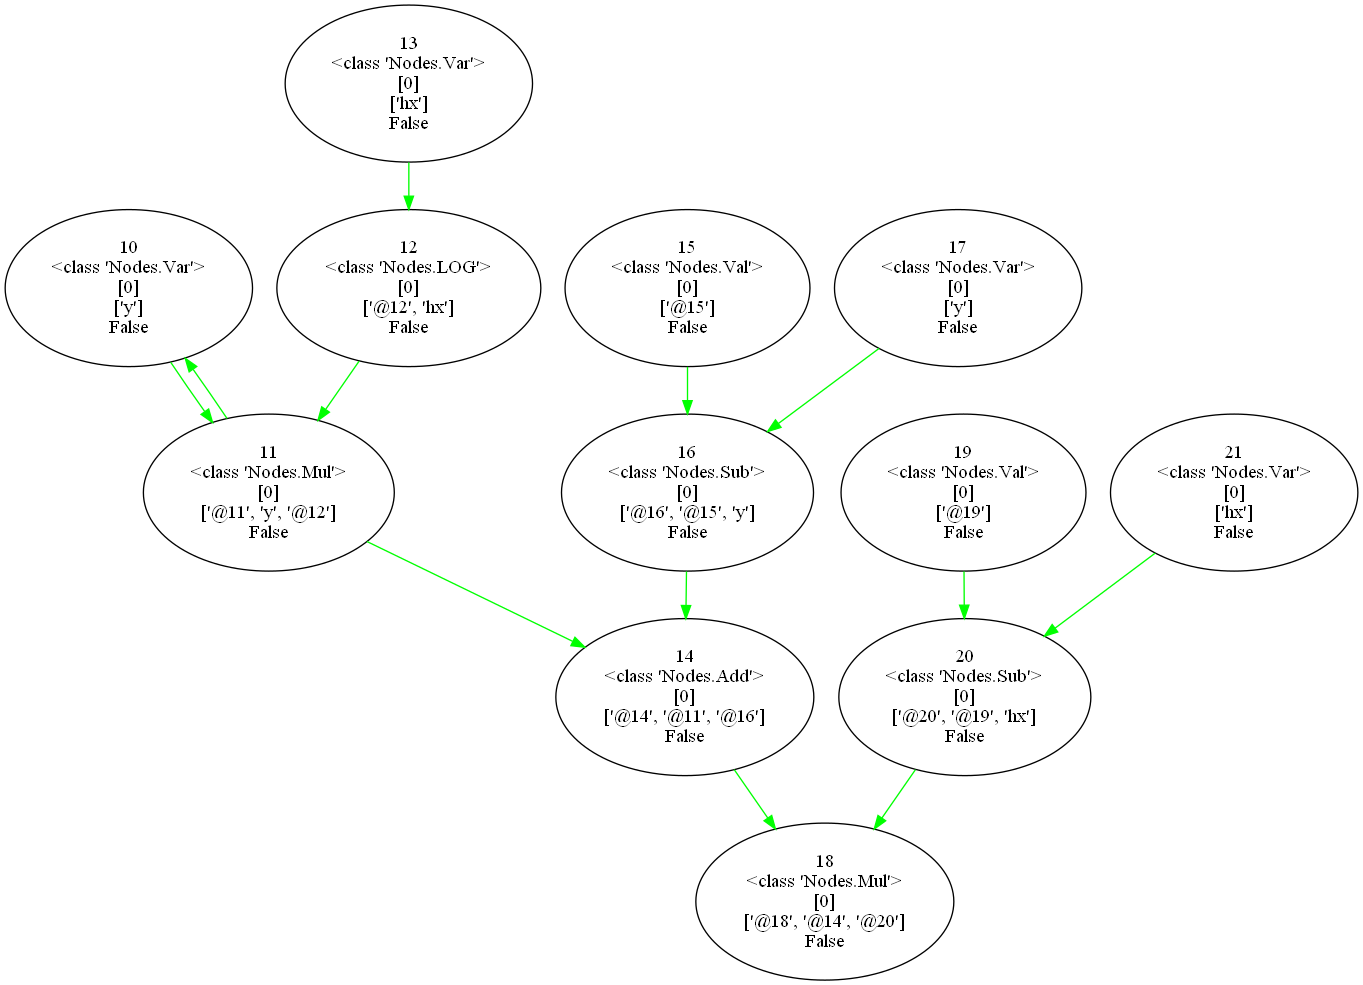 13
<class 'Nodes.Var'>
[0]
['hx']
False
10
<class 'Nodes.Var'>
[0]
['y']
False
12
<class 'Nodes.LOG'>
[0]
['@12', 'hx']
False
15
<class 'Nodes.Val'>
[0]
['@15']
False
17
<class 'Nodes.Var'>
[0]
['y']
False
11
<class 'Nodes.Mul'>
[0]
['@11', 'y', '@12']
False
16
<class 'Nodes.Sub'>
[0]
['@16', '@15', 'y']
False
19
<class 'Nodes.Val'>
[0]
['@19']
False
21
<class 'Nodes.Var'>
[0]
['hx']
False
14
<class 'Nodes.Add'>
[0]
['@14', '@11', '@16']
False
20
<class 'Nodes.Sub'>
[0]
['@20', '@19', 'hx']
False
18
<class 'Nodes.Mul'>
[0]
['@18', '@14', '@20']
False